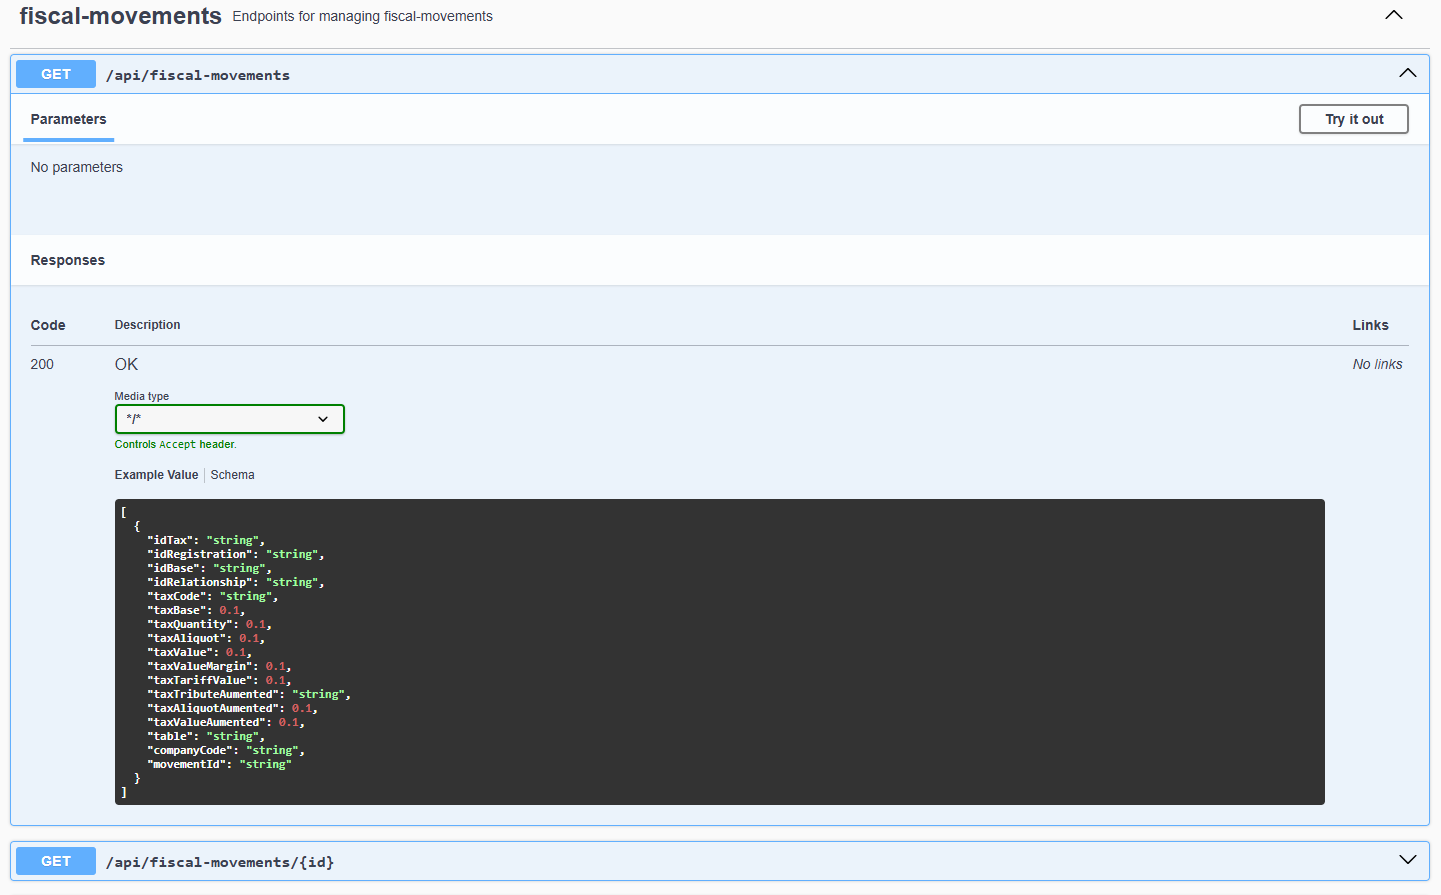 fiscal-movements Endpoints for managing fiscal-movements
GET /api/fiscal-movements
Parameters Try it out
No parameters
Responses
Code Description Links
200 OK No links
Media type
*/*
Controls Accept header.
Example Value Schema
[
  {
    "idTax": "string",
    "idRegistration": "string",
    "idBase": "string",
    "idRelationship": "string",
    "taxCode": "string",
    "taxBase": 0.1,
    "taxQuantity": 0.1,
    "taxAliquot": 0.1,
    "taxValue": 0.1,
    "taxValueMargin": 0.1,
    "taxTariffValue": 0.1,
    "taxTributeAumented": "string",
    "taxAliquotAumented": 0.1,
    "taxValueAumented": 0.1,
    "table": "string",
    "companyCode": "string",
    "movementId": "string"
  }
]
GET /api/fiscal-movements/{id}